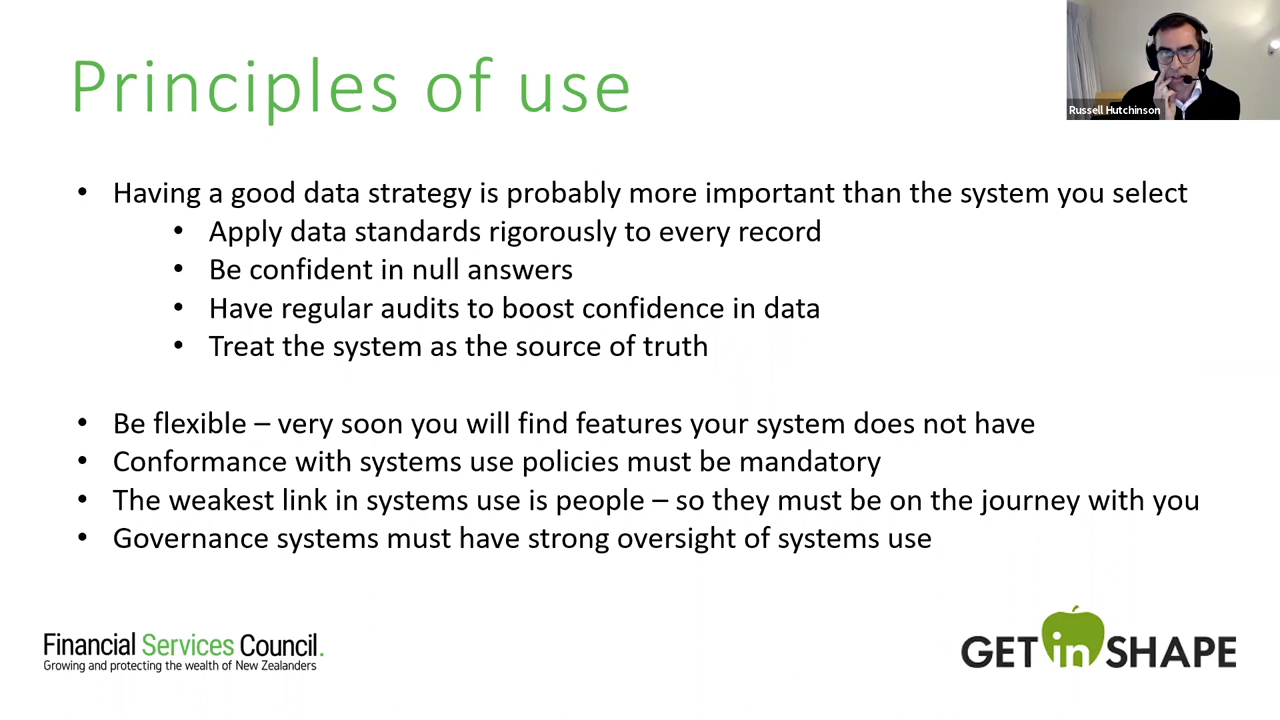 Principles of use
Russell Hutchinson
• Having a good data strategy is probably more important than the system you select
• Apply data standards rigorously to every record
• Be confident in null answers
• Have regular audits to boost confidence in data
• Treat the system as the source of truth
• Be flexible – very soon you will find features your system does not have
• Conformance with systems use policies must be mandatory
• The weakest link in systems use is people – so they must be on the journey with you
• Governance systems must have strong oversight of systems use
Financial Services Council.
Growing and protecting the wealth of New Zealanders
GET in SHAPE